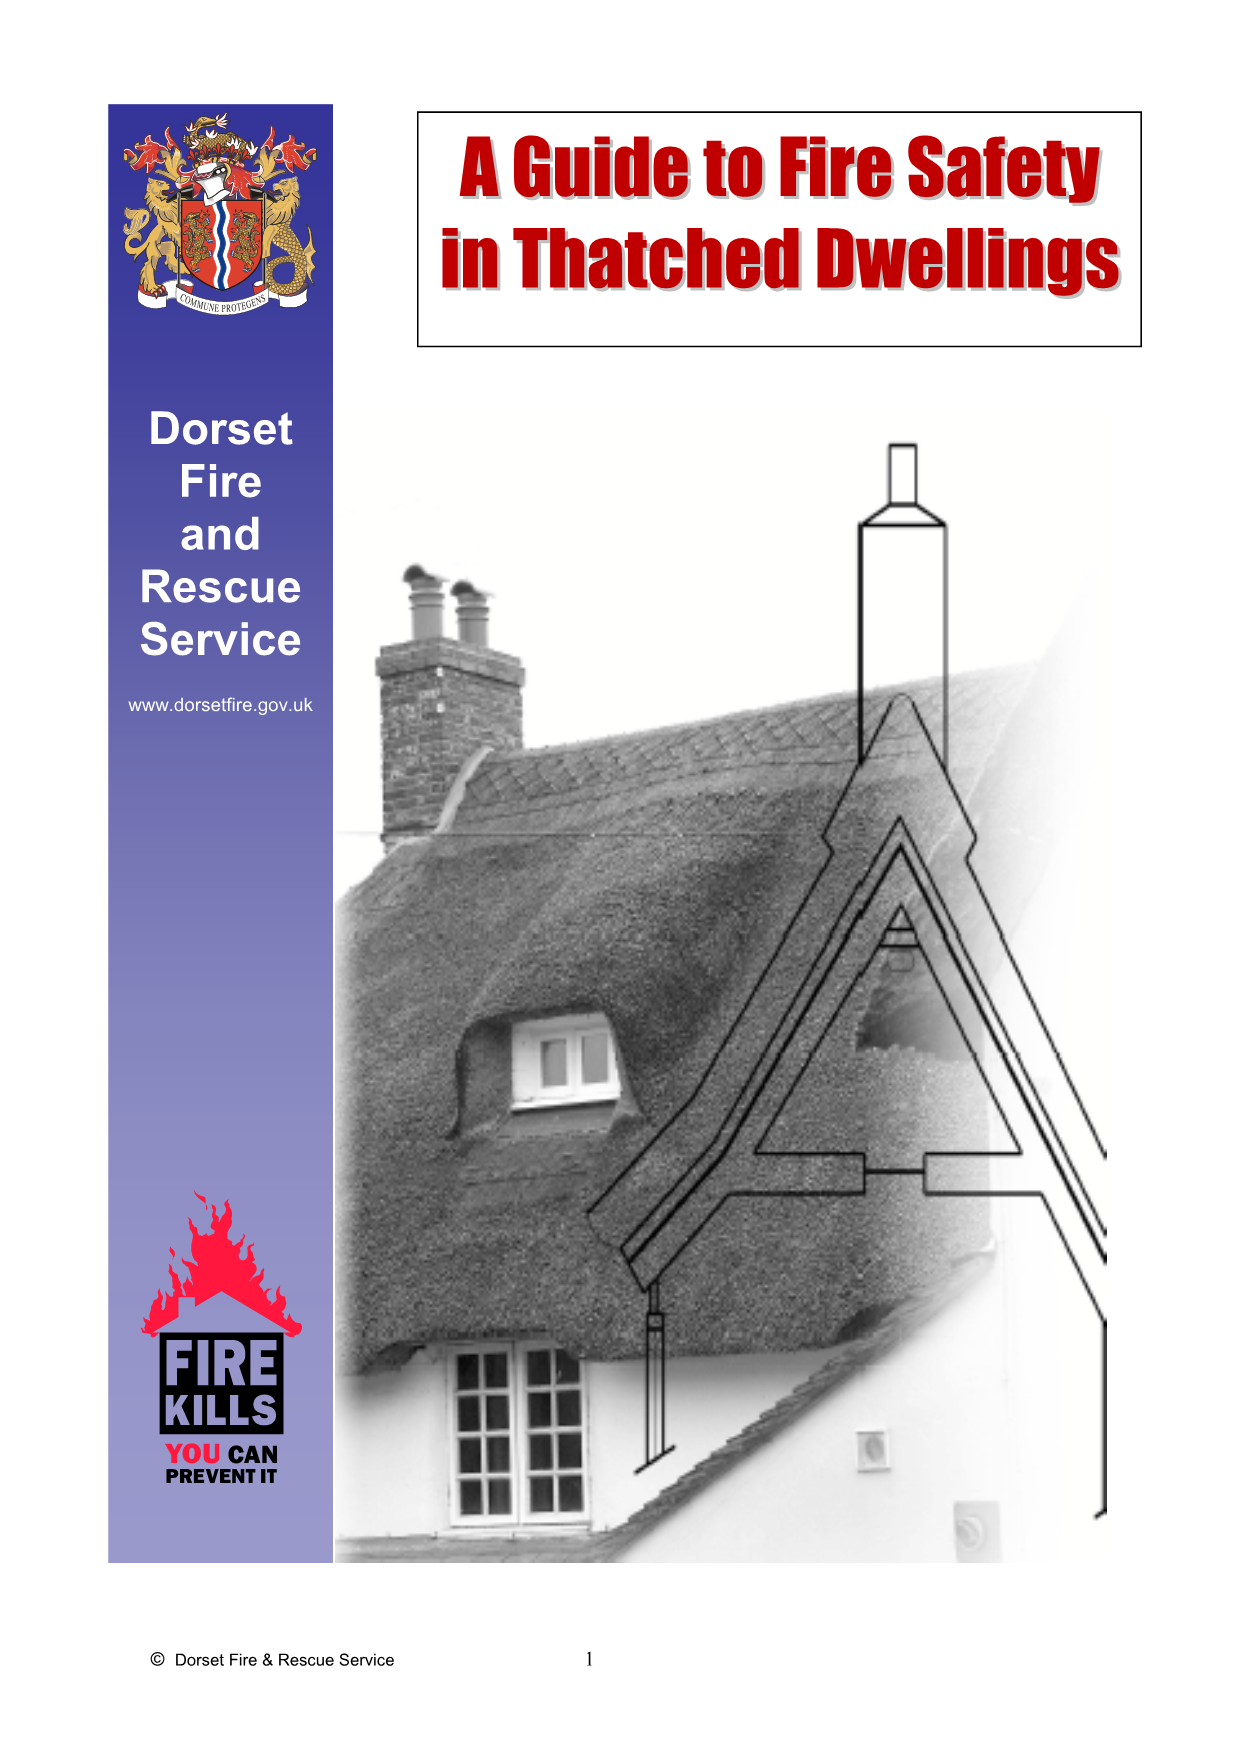 COMMUNE PROTEGENS
Dorset
Fire
and
Rescue
Service
www.dorsetfire.gov.uk
FIRE
KILLS
YOU CAN
PREVENT IT
A Guide to Fire Safety
in Thatched Dwellings
© Dorset Fire & Rescue Service 1